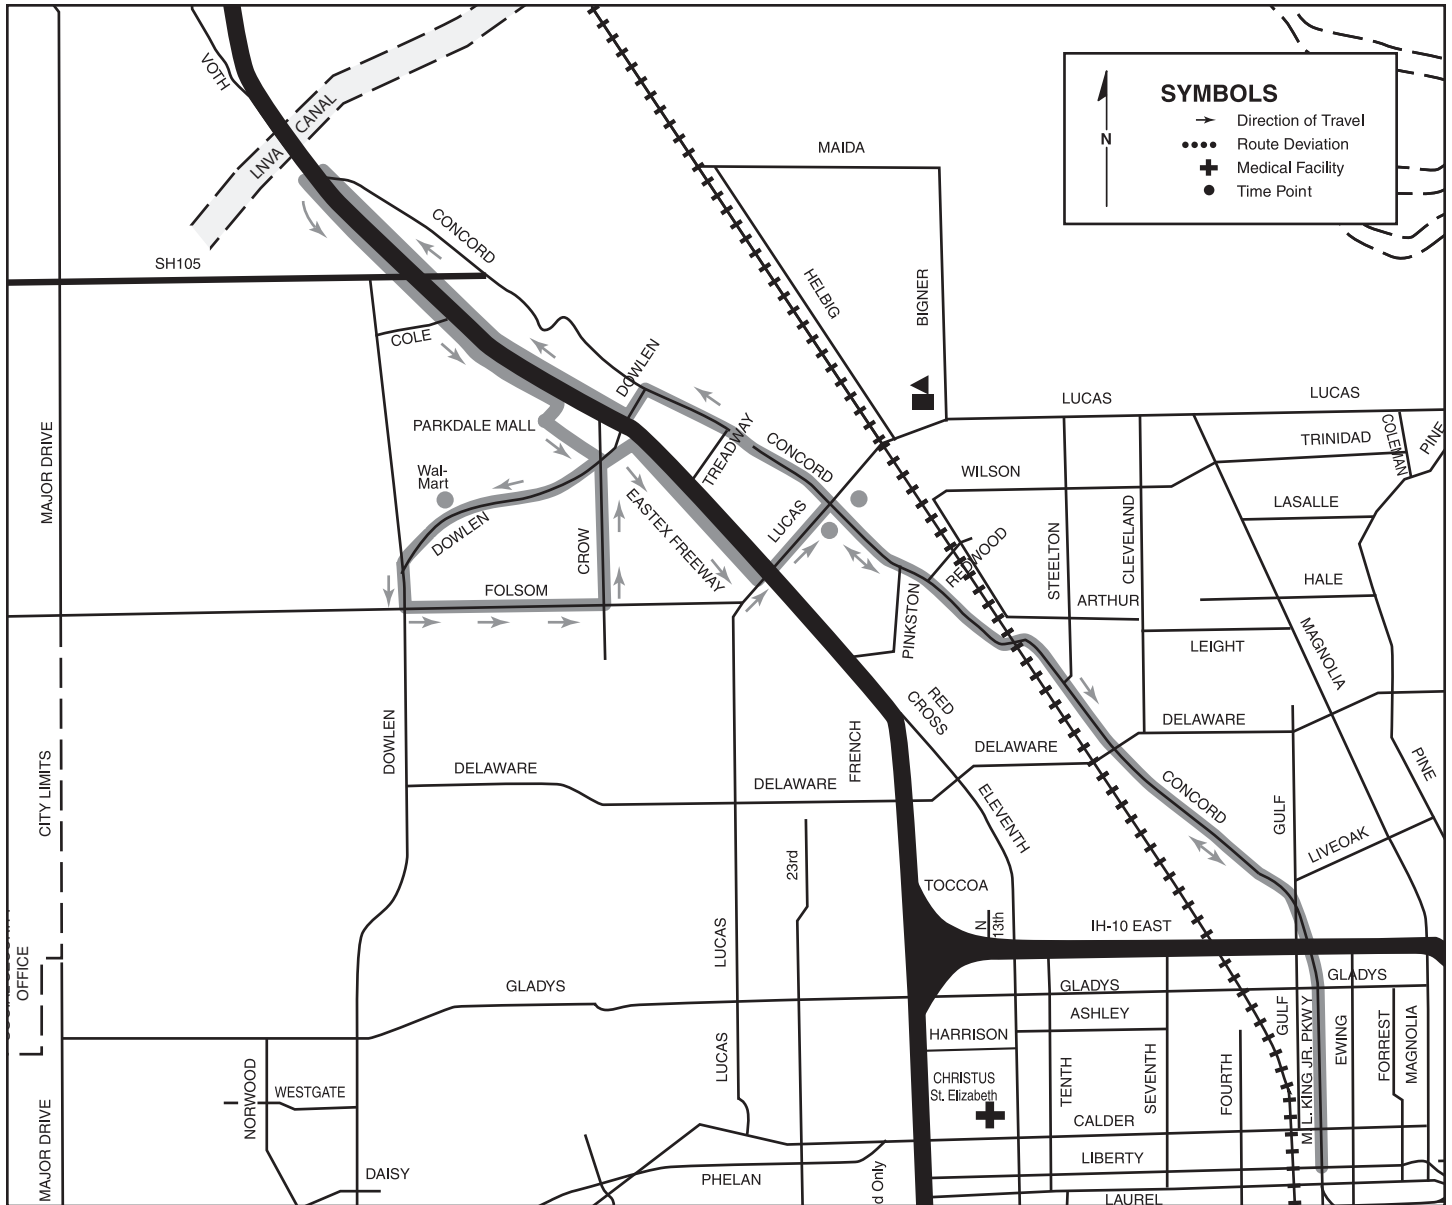 VOTH
LNVA
CANAL
SYMBOLS
N
Direction of Travel
Route Deviation
Medical Facility
Time Point
MAIDA
CONCORD
SH105
HELBIG
BIGNER
COLE
DOWLEN
LUCAS
LUCAS
MAJOR DRIVE
PARKDALE MALL
TREADWAY
CONCORD
TRINIDAD
COLEMAN
PINE
Wal-
Mart
WILSON
DOWLEN
EASTEX FREEWAY
LUCAS
LASALLE
CROW
REDWOOD
STEELTON
CLEVELAND
FOLSOM
HALE
ARTHUR
PINKSTON
LEIGHT
MAGNOLIA
RED
CROSS
DOWLEN
FRENCH
DELAWARE
DELAWARE
DELAWARE
DELAWARE
PINE
CITY LIMITS
ELEVENTH
CONCORD
GULF
LIVEOAK
23rd
TOCCOA
N
13th
IH-10 EAST
LUCAS
OFFICE
GLADYS
GLADYS
GLADYS
ASHLEY
HARRISON
GULF
M. L. KING JR. PKWY
EWING
FORREST
MAGNOLIA
LUCAS
NORWOOD
WESTGATE
CHRISTUS
St. Elizabeth
TENTH
SEVENTH
FOURTH
CALDER
MAJOR DRIVE
DAISY
PHELAN
d Only
LIBERTY
LAUREL